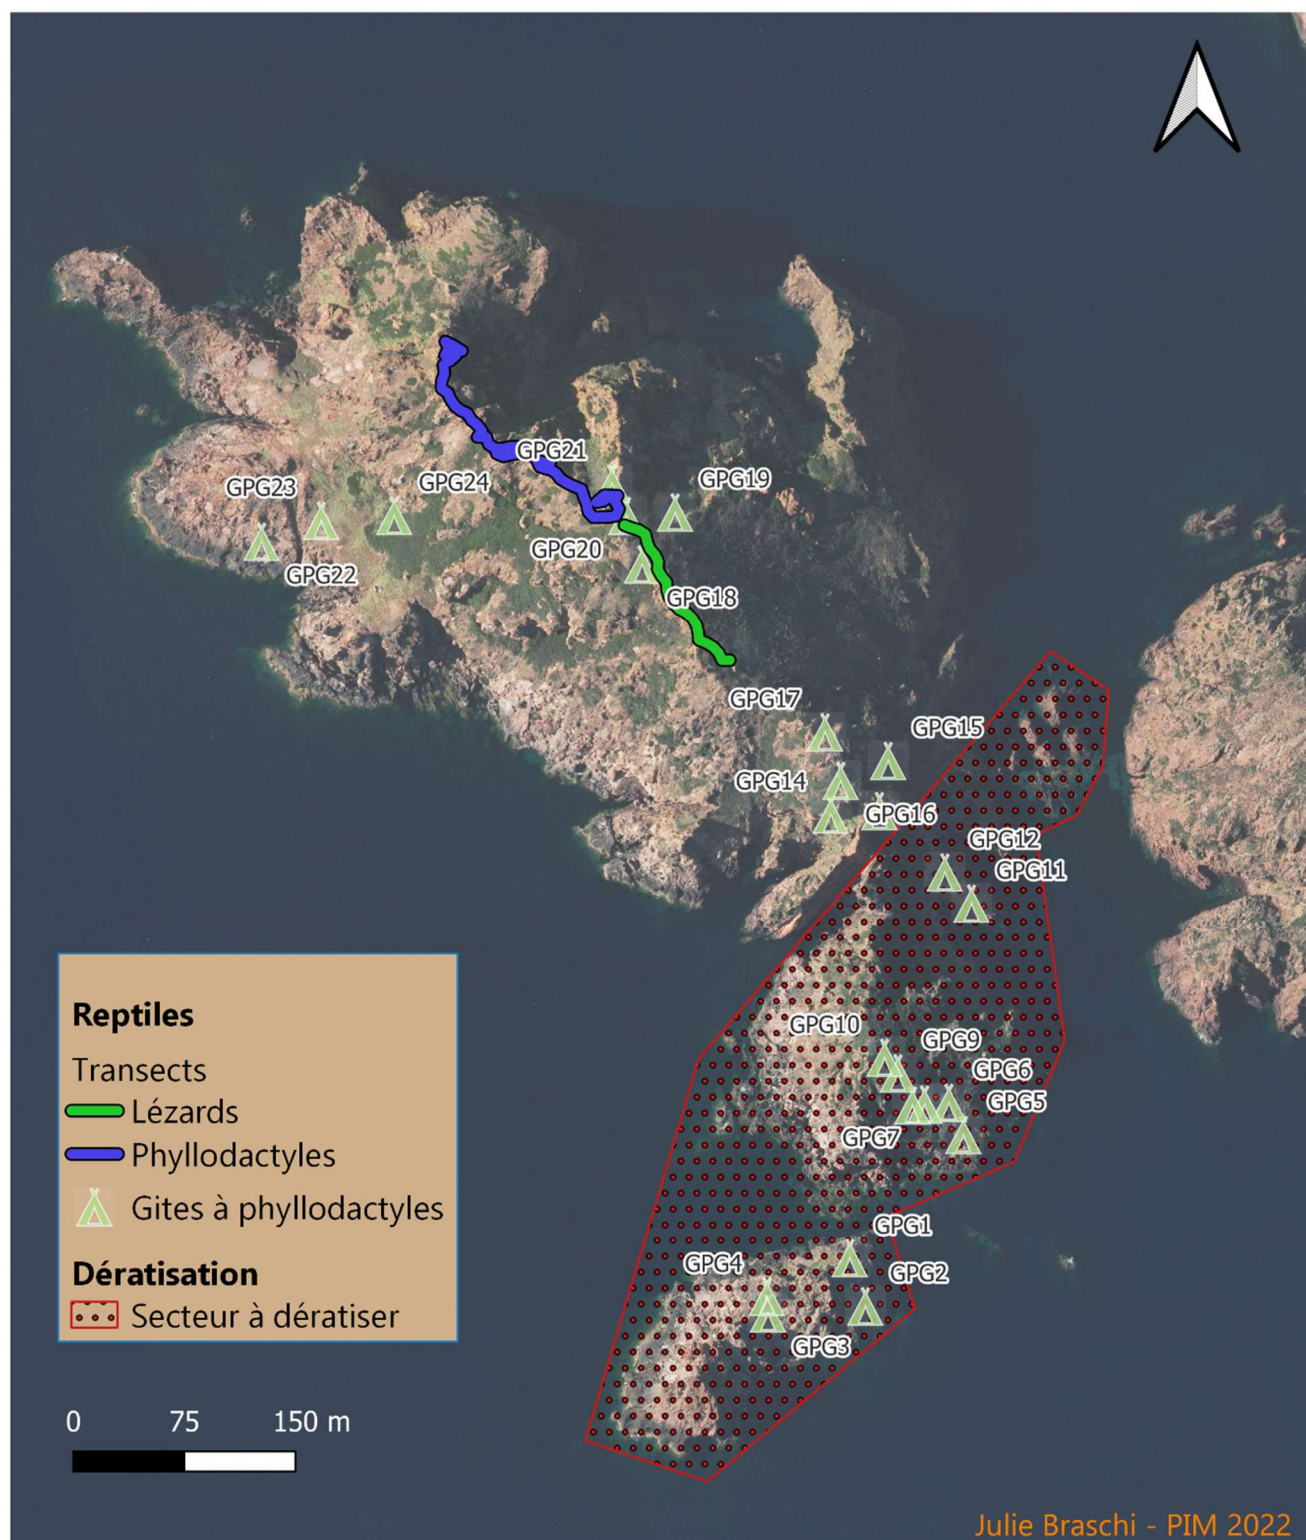 GPG21
GPG19
GPG24
GPG23
GPG20
GPG22
GPG18
GPG17
GPG15
GPG14
GPG16
GPG12
GPG11
GPG10
GPG9
GPG6
GPG5
GPG7
GPG1
GPG4
GPG2
GPG3
Reptiles
Transects
Lézards
Phyllodactyles
Gites à phyllodactyles
Dératisation
Secteur à dératiser
0 75 150 m
Julie Braschi - PIM 2022